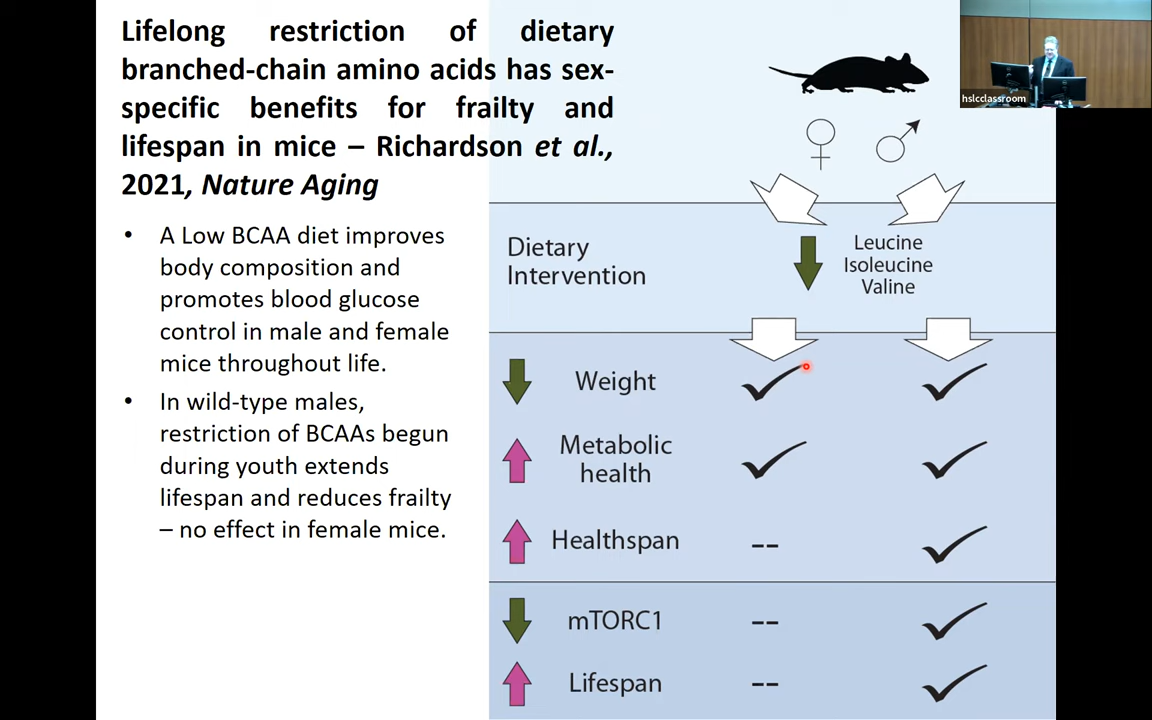 Lifelong restriction of dietary
branched-chain amino acids has sex-
specific benefits for frailty and
lifespan in mice – Richardson et al.,
2021, Nature Aging
• A Low BCAA diet improves
body composition and
promotes blood glucose
control in male and female
mice throughout life.
• In wild-type males,
restriction of BCAAs begun
during youth extends
lifespan and reduces frailty
– no effect in female mice.
hslcclassroom
♀ ♂
Dietary
Intervention
Leucine
Isoleucine
Valine
Weight
Metabolic
health
Healthspan --
mTORC1 --
Lifespan --